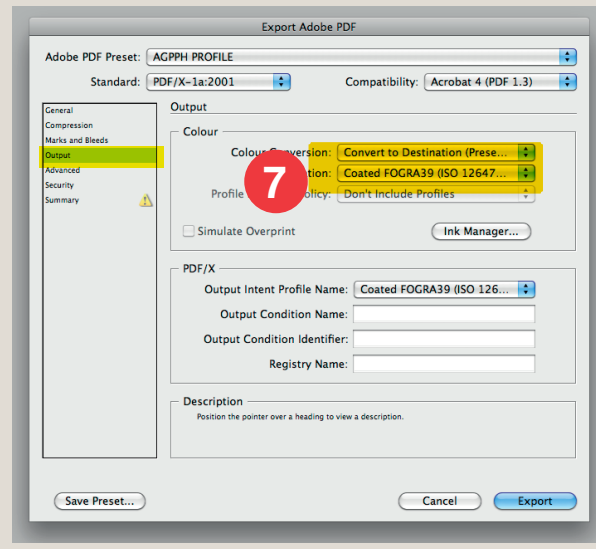 Export Adobe PDF
Adobe PDF Preset: AGPPH PROFILE
Standard: PDF/X-1a:2001 Compatibility: Acrobat 4 (PDF 1.3)
General
Compression
Marks and Bleeds
Output
Advanced
Security
Summary
Output
Colour
Colour Conversion: Convert to Destination (Prese...
tion: Coated FOGRA39 (ISO 12647...
Profile olicy: Don't Include Profiles
7
Simulate Overprint Ink Manager...
PDF/X
Output Intent Profile Name: Coated FOGRA39 (ISO 126...
Output Condition Name:
Output Condition Identifier:
Registry Name:
Description
Position the pointer over a heading to view a description.
Save Preset... Cancel Export